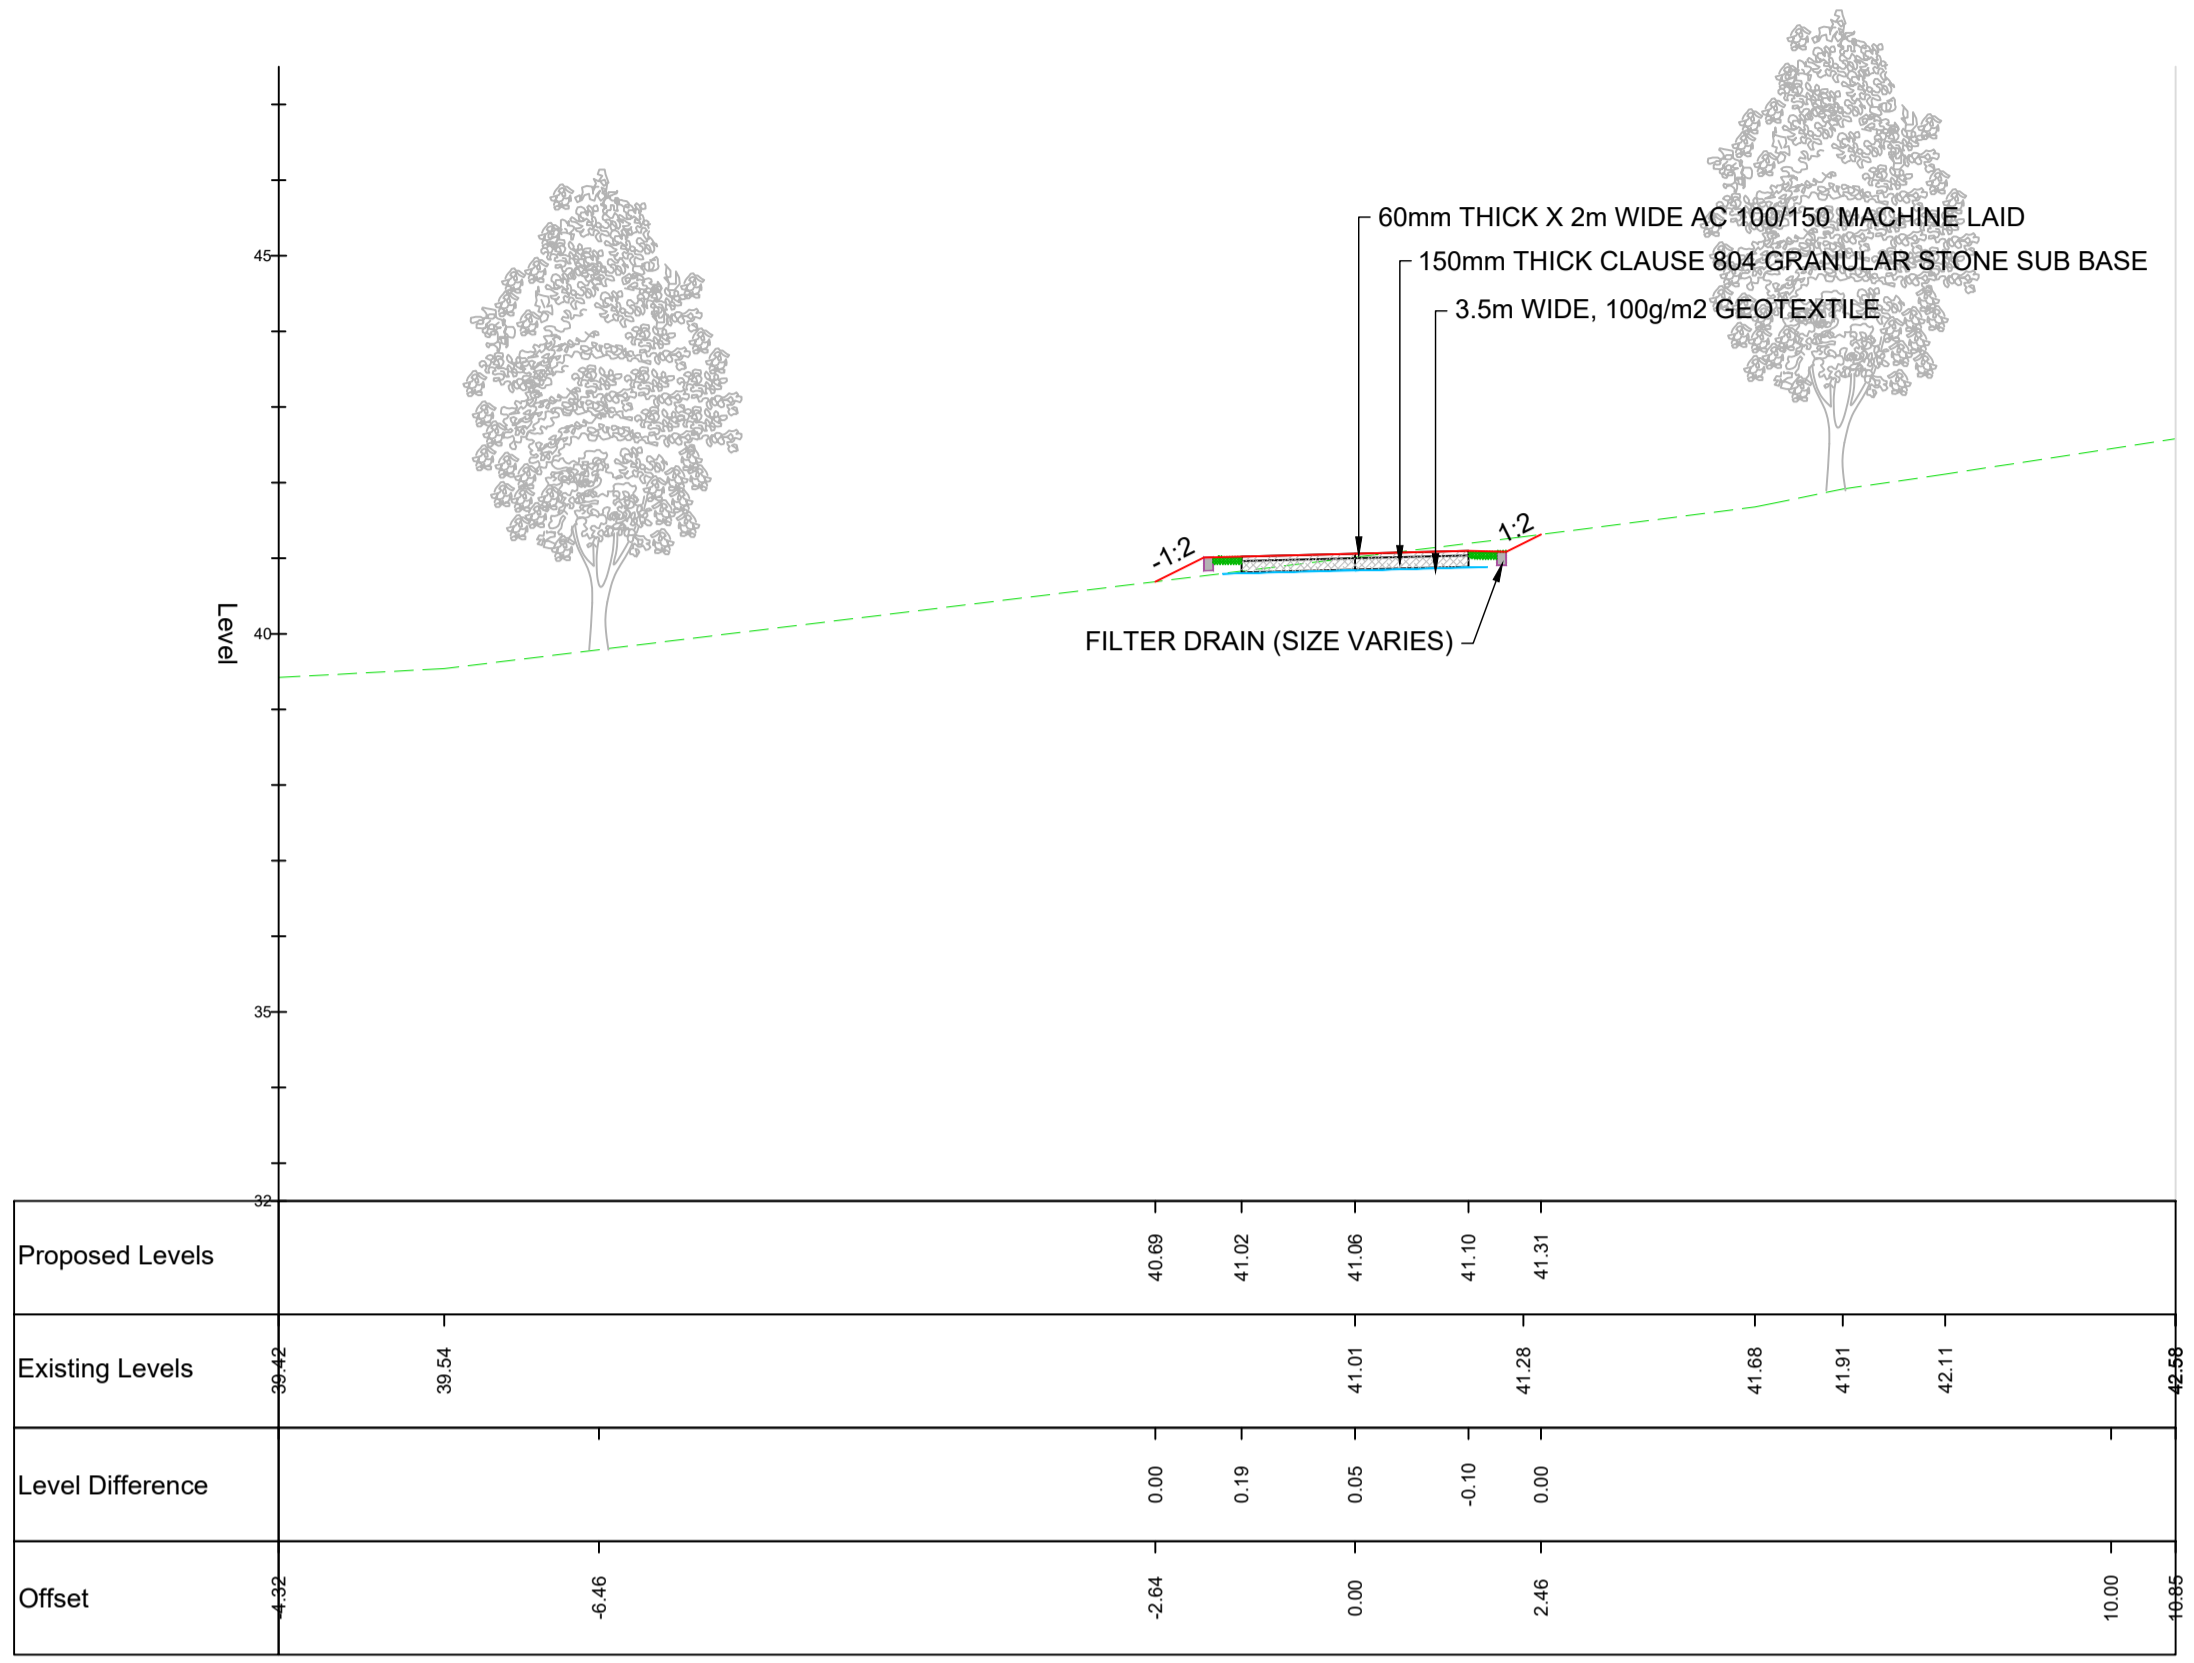 60mm THICK X 2m WIDE AC 100/150 MACHINE LAID
45
150mm THICK CLAUSE 804 GRANULAR STONE SUB BASE
3.5m WIDE, 100g/m2 GEOTEXTILE
-1:2
1:2
Level
40
FILTER DRAIN (SIZE VARIES)
35
32
Proposed Levels 40.69 41.02 41.06 41.10 41.31
Existing Levels 39.42 39.54 41.01 41.28 41.68 41.91 42.11 42.58
Level Difference 0.00 0.19 0.05 -0.10 0.00
Offset -4.32 -6.46 -2.64 0.00 2.46 10.00 10.85